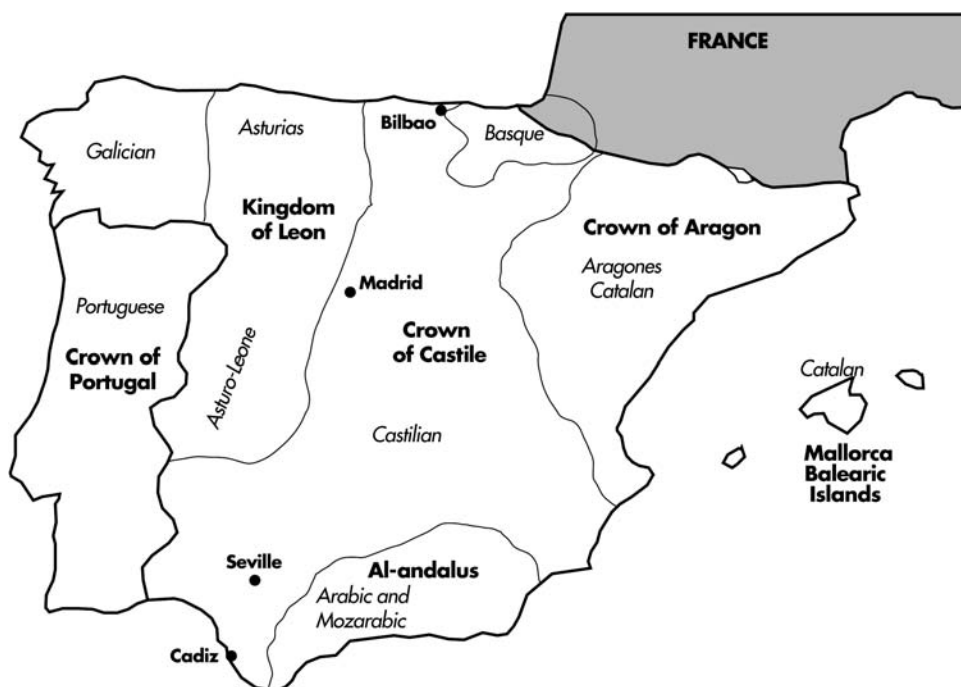 FRANCE
Bilbao
Asturias
Basque
Galician
Kingdom
of Leon
Crown of Aragon
Aragones
Catalan
Madrid
Portuguese
Crown of
Portugal
Crown
of Castile
Asturo-Leone
Catalan
Castilian
Mallorca
Balearic
Islands
Seville
Al-andalus
Arabic and
Mozarabic
Cadiz